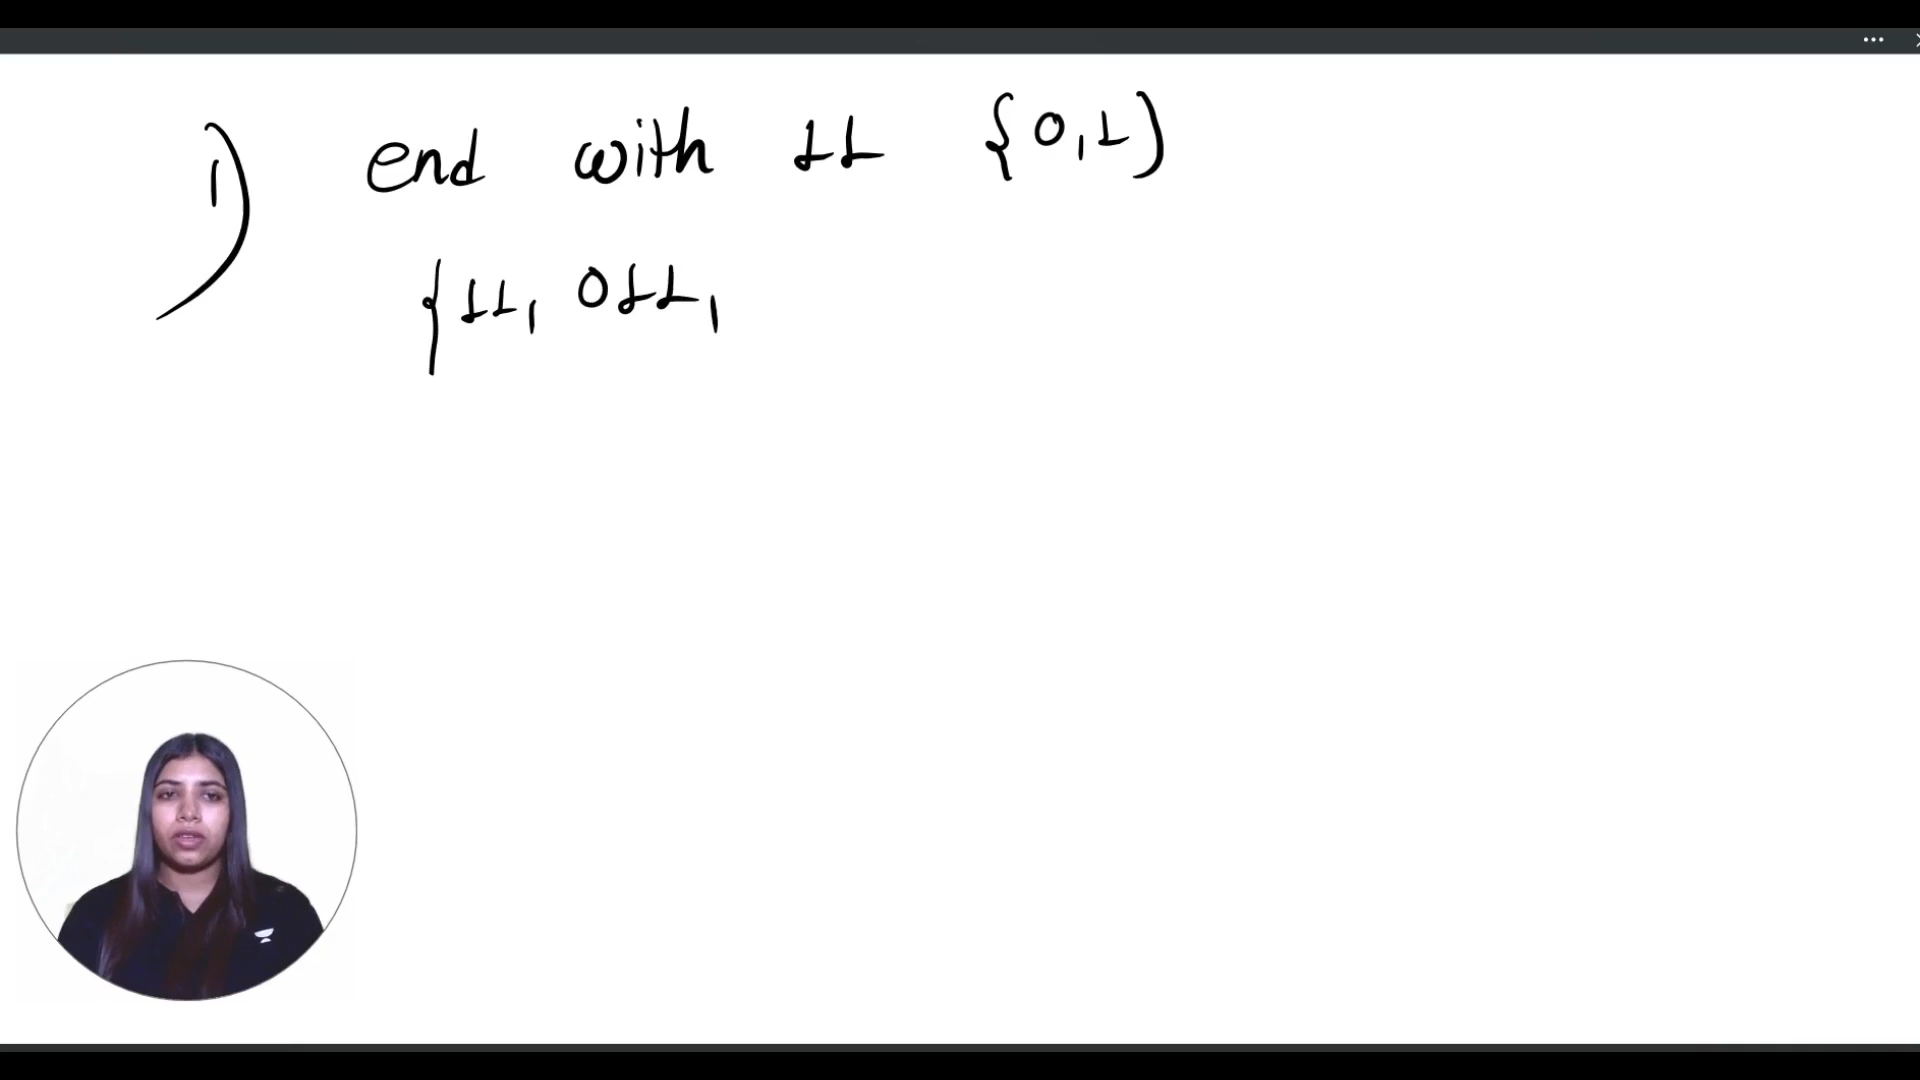 1) end with 11 {0,1}
{11, 011,